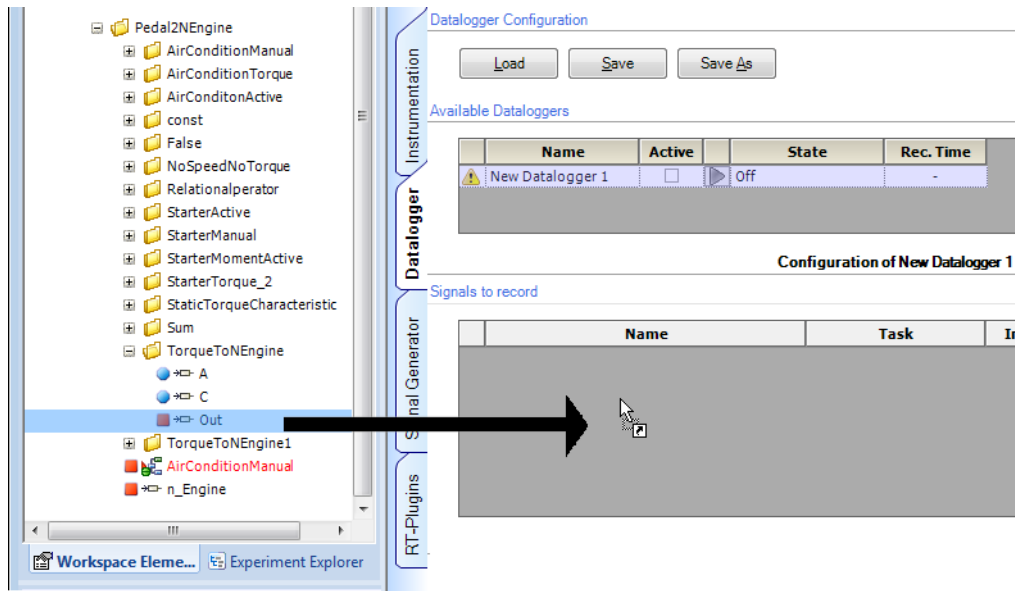 Pedal2NEngine
AirConditionManual
AirConditionTorque
AirConditonActive
const
False
NoSpeedNoTorque
Relationalperator
StarterActive
StarterManual
StarterMomentActive
StarterTorque_2
StaticTorqueCharacteristic
Sum
TorqueToNEngine
A
C
Out
TorqueToNEngine1
AirConditionManual
n_Engine
Workspace Eleme... Experiment Explorer
Instrumentation
Datalogger
Signal Generator
RT-Plugins
Datalogger Configuration
Load Save Save As
Available Dataloggers
Name Active State Rec. Time
New Datalogger 1 Off -
Configuration of New Datalogger 1
Signals to record
Name Task